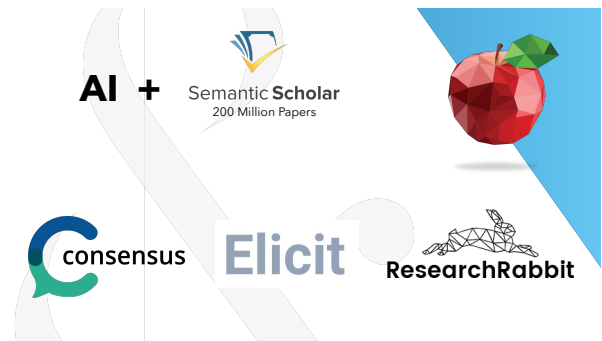 AI + Semantic Scholar
200 Million Papers
consensus
Elicit
ResearchRabbit